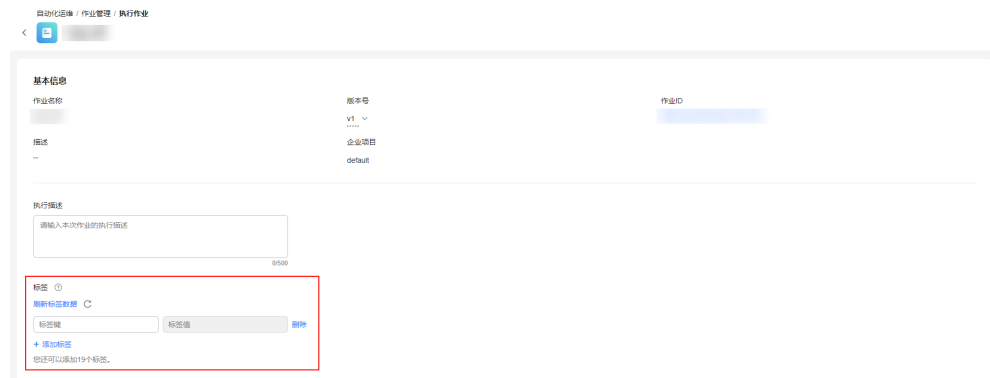 自动化运维 / 作业管理 / 执行作业
基本信息
作业名称
版本号
作业ID
v1
描述
企业项目
--
default
执行描述
请输入本次作业的执行描述
0/500
标签
刷新标签数据
标签键
标签值
删除
+ 添加标签
您还可以添加19个标签。